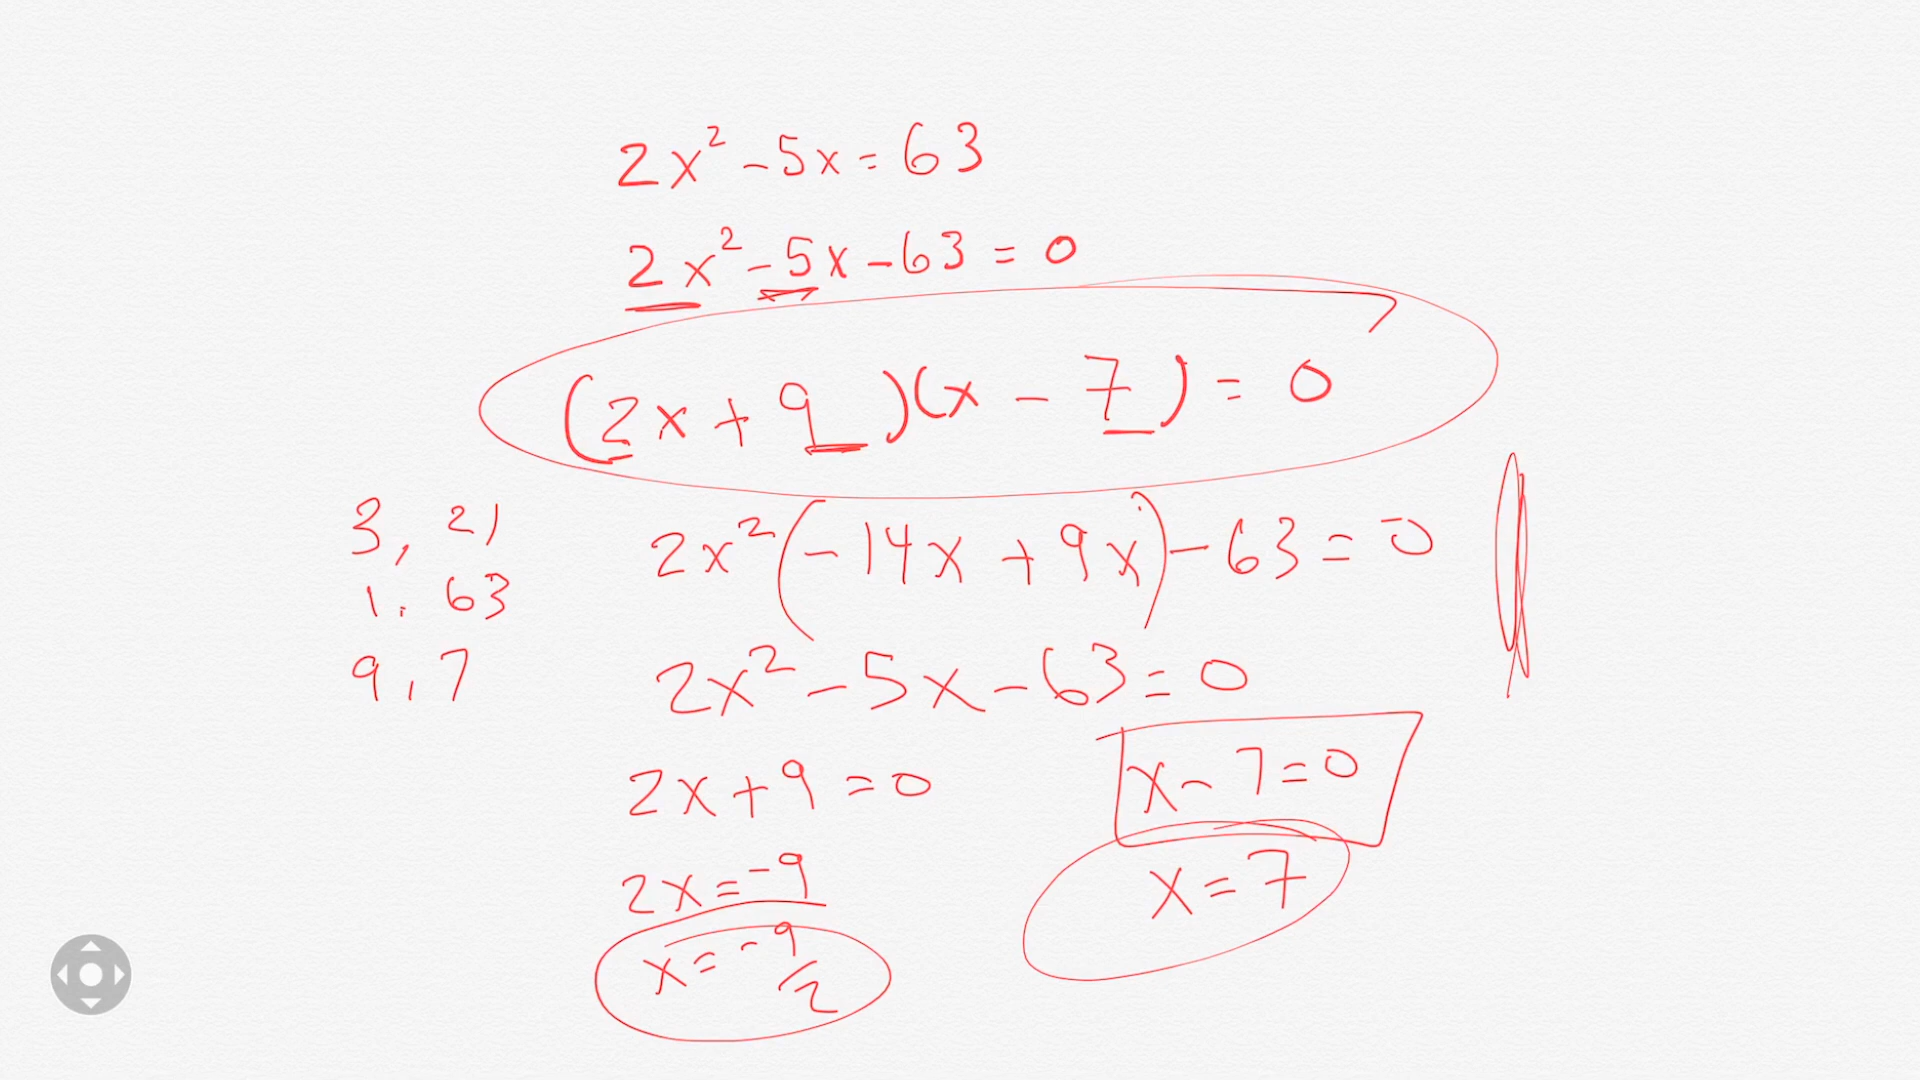 2x² - 5x = 63
2x² - 5x - 63 = 0
(2x + 9)(x - 7) = 0
3, 21
2x² (- 14x + 9x) - 63 = 0
1. 63
9, 7
2x² - 5x - 63 = 0
2x + 9 = 0
x - 7 = 0
2x = -9
x = 7
x = -9/2